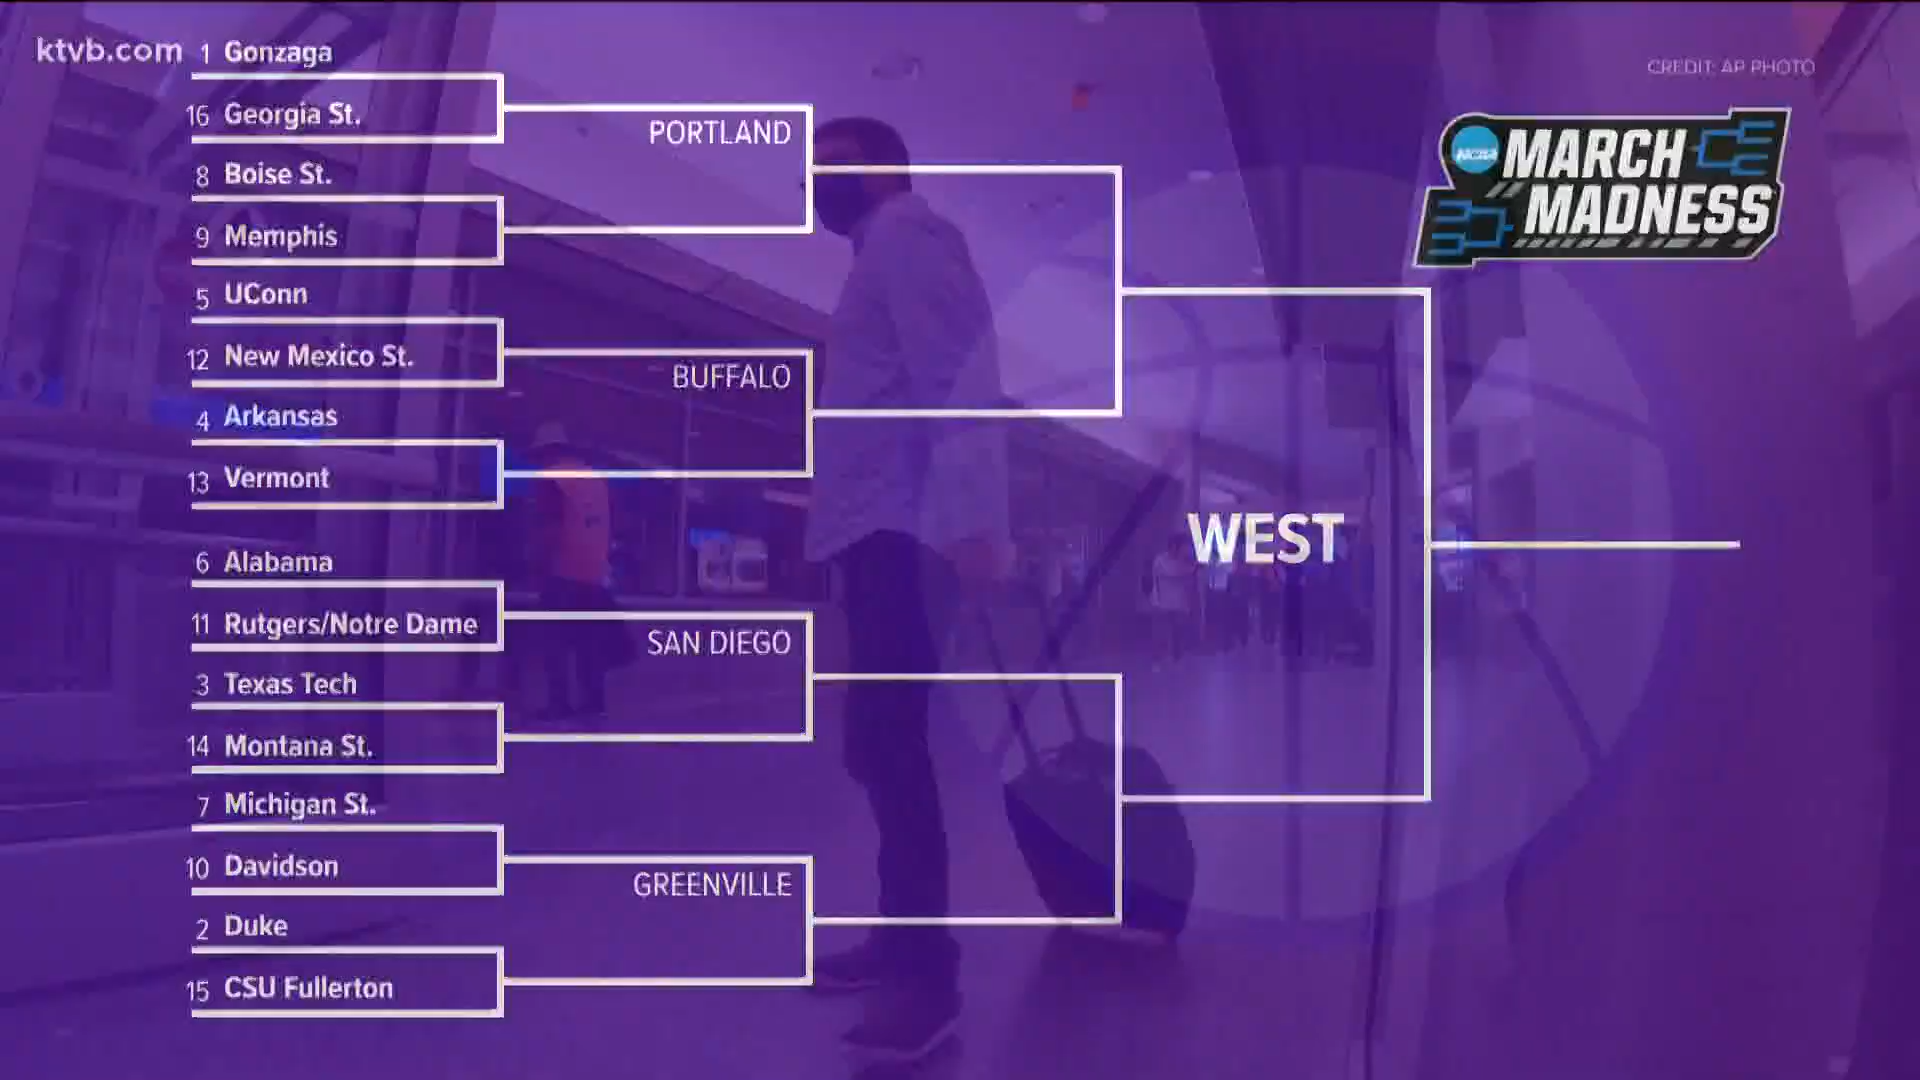 ktvb.com
CREDIT: AP PHOTO
NCAA MARCH
MADNESS
1 Gonzaga
16 Georgia St.
PORTLAND
8 Boise St.
9 Memphis
5 UConn
12 New Mexico St.
BUFFALO
4 Arkansas
13 Vermont
WEST
6 Alabama
11 Rutgers/Notre Dame
SAN DIEGO
3 Texas Tech
14 Montana St.
7 Michigan St.
10 Davidson
GREENVILLE
2 Duke
15 CSU Fullerton